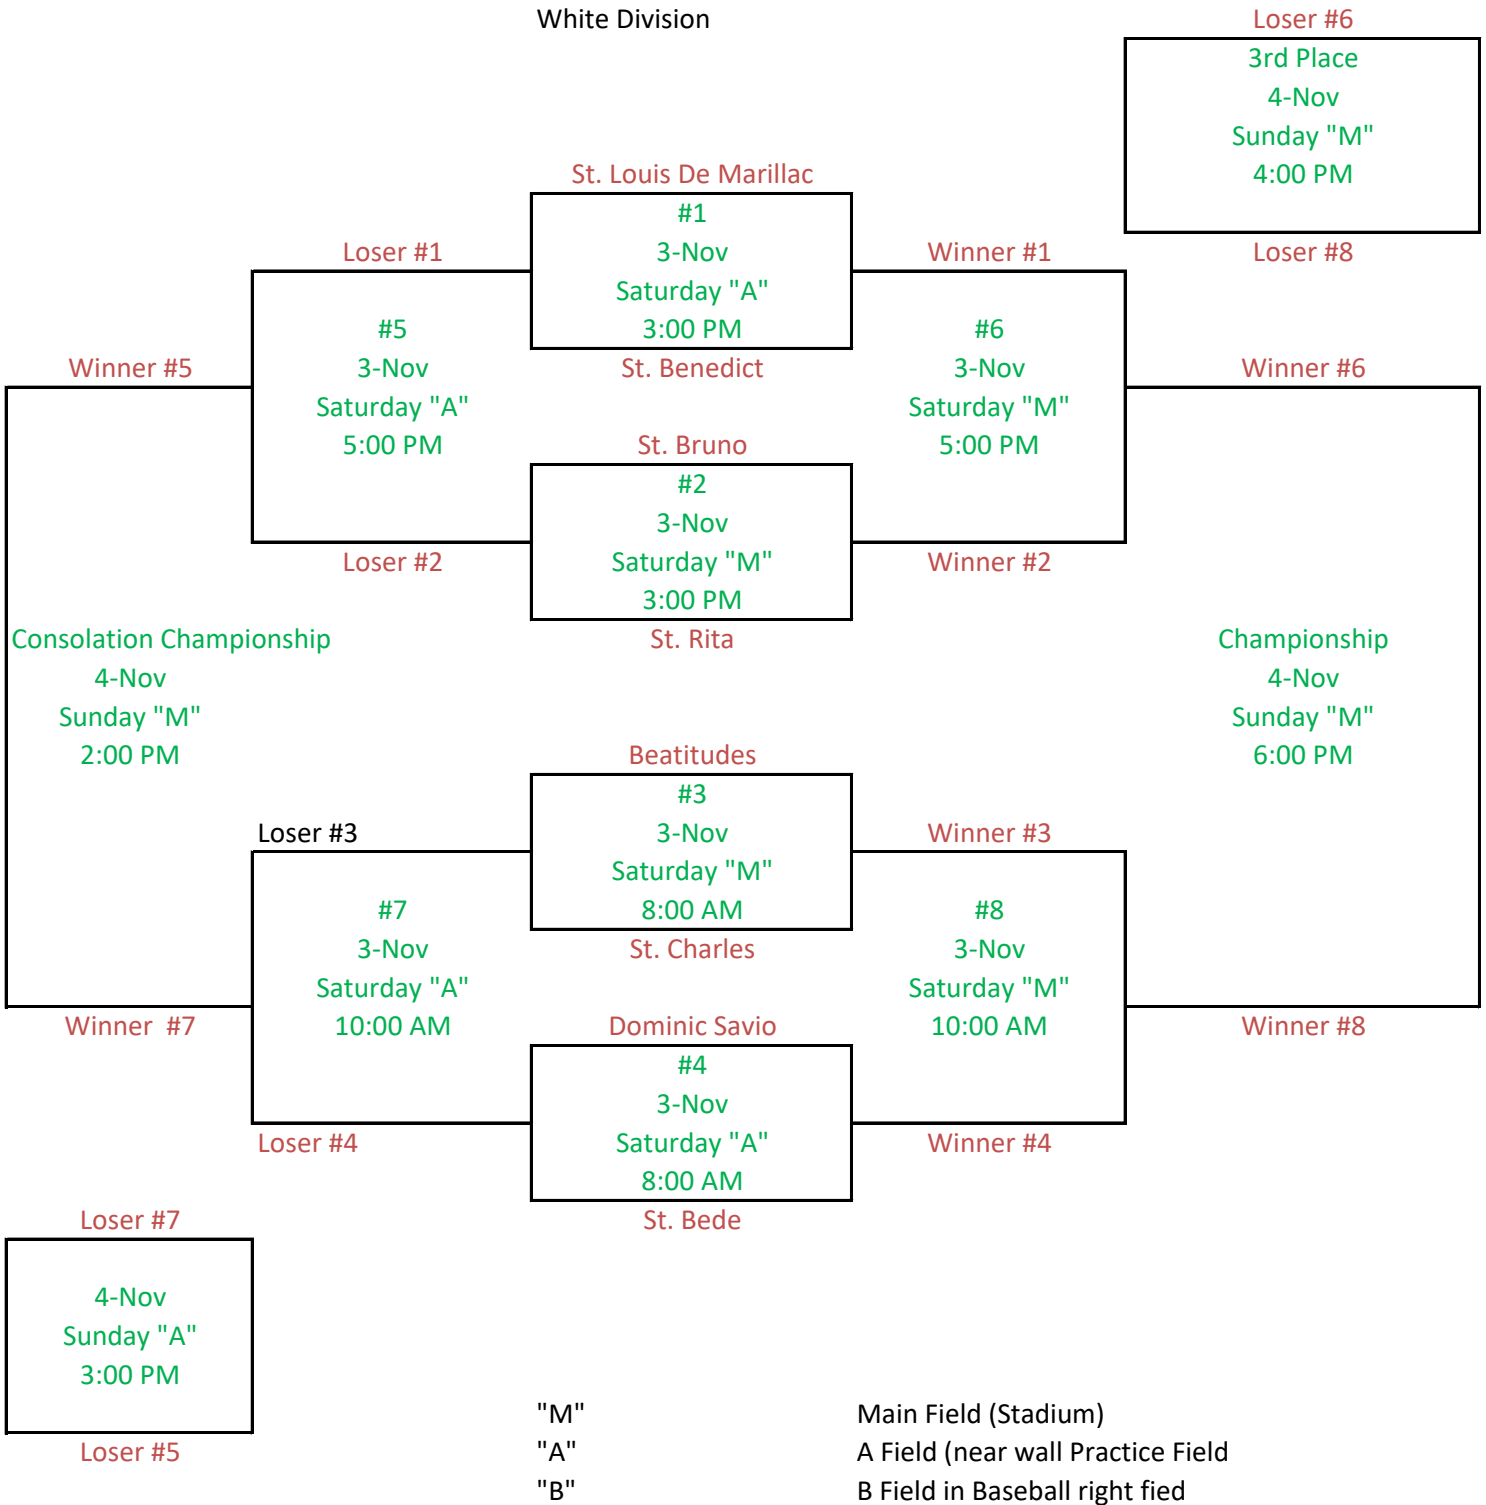 White Division
Loser #6
3rd Place
4-Nov
Sunday "M"
4:00 PM
Loser #8
St. Louis De Marillac
#1
3-Nov
Saturday "A"
3:00 PM
St. Benedict
Loser #1
#5
3-Nov
Saturday "A"
5:00 PM
Loser #2
Winner #1
#6
3-Nov
Saturday "M"
5:00 PM
Winner #2
St. Bruno
#2
3-Nov
Saturday "M"
3:00 PM
St. Rita
Winner #5
Consolation Championship
4-Nov
Sunday "M"
2:00 PM
Winner  #7
Winner #6
Championship
4-Nov
Sunday "M"
6:00 PM
Winner #8
Beatitudes
#3
3-Nov
Saturday "M"
8:00 AM
St. Charles
Loser #3
#7
3-Nov
Saturday "A"
10:00 AM
Loser #4
Winner #3
#8
3-Nov
Saturday "M"
10:00 AM
Winner #4
Dominic Savio
#4
3-Nov
Saturday "A"
8:00 AM
St. Bede
Loser #7
4-Nov
Sunday "A"
3:00 PM
Loser #5
"M" Main Field (Stadium)
"A" A Field (near wall Practice Field
"B" B Field in Baseball right fied